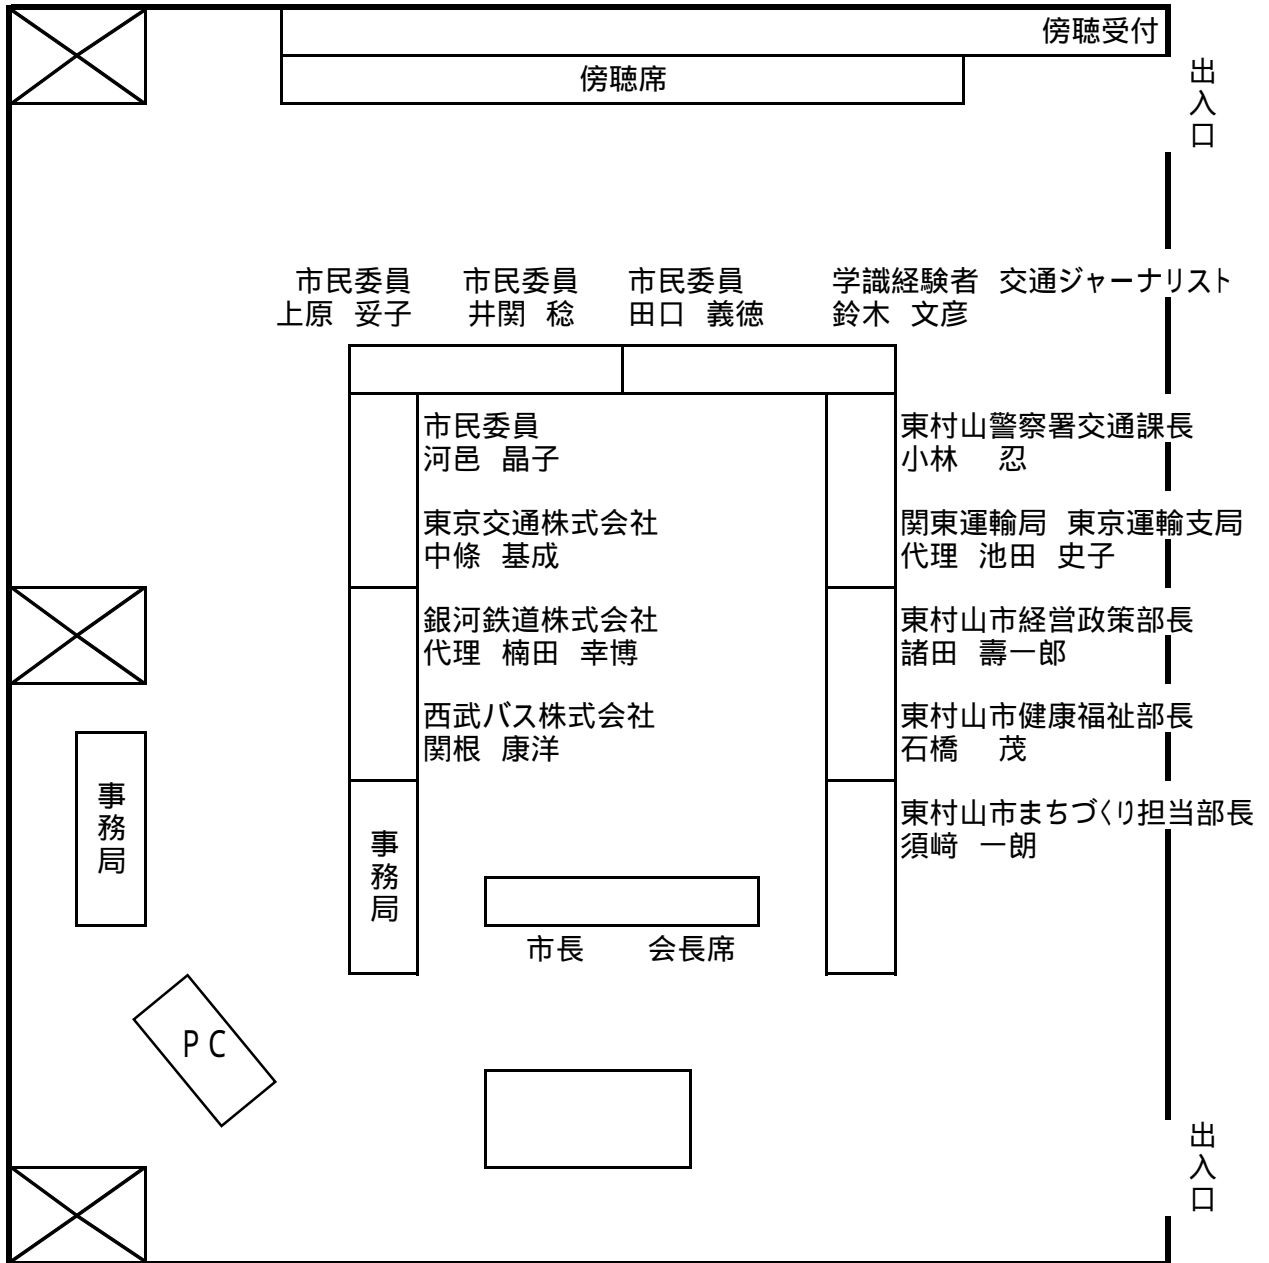 傍聴受付
傍聴席
出入口
市民委員
上原 妥子
市民委員
井関 稔
市民委員
田口 義徳
学識経験者 交通ジャーナリスト
鈴木 文彦
市民委員
河邑 晶子
東京交通株式会社
中條 基成
銀河鉄道株式会社
代理 楠田 幸博
西武バス株式会社
関根 康洋
東村山警察署交通課長
小林 忍
関東運輸局 東京運輸支局
代理 池田 史子
東村山市経営政策部長
諸田 壽一郎
東村山市健康福祉部長
石橋 茂
東村山市まちづくり担当部長
須﨑 一朗
事務局
事務局
市長 会長席
PC
出入口